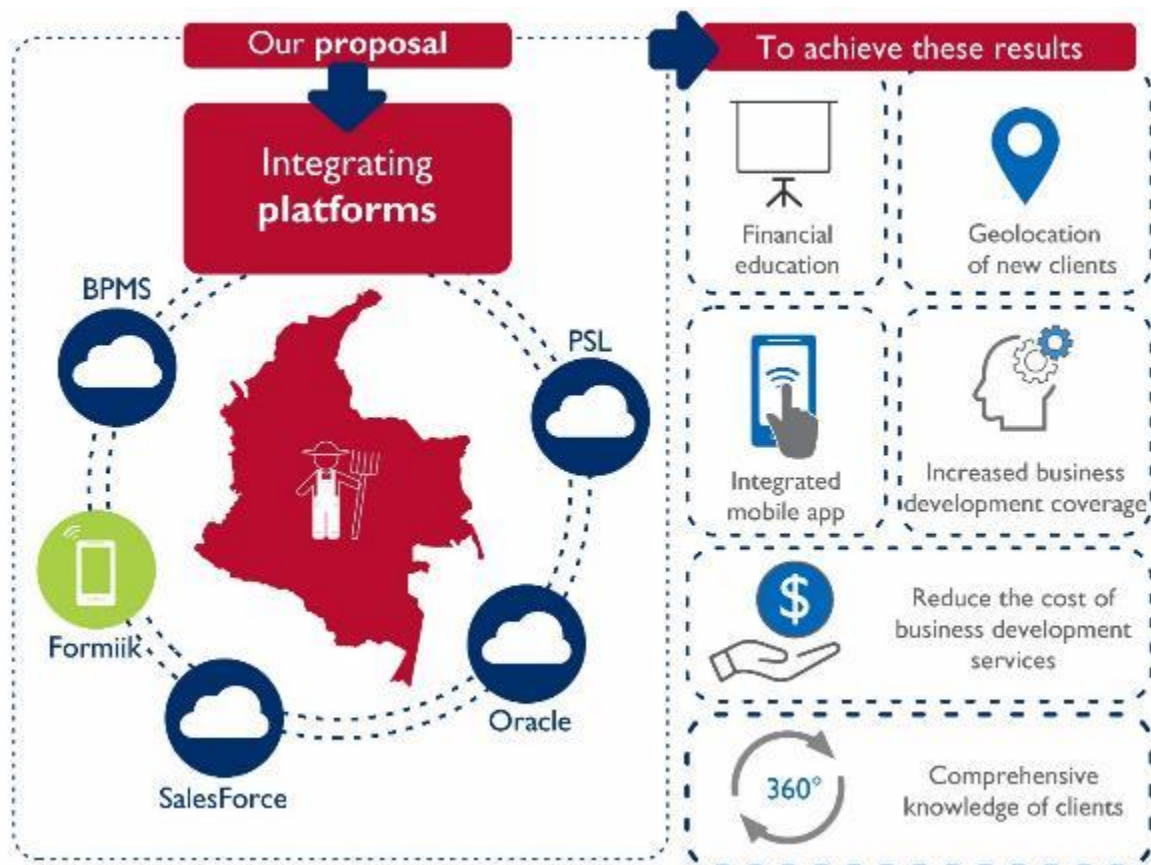 Our proposal
Integrating
platforms
BPMS
PSL
Formiik
Oracle
SalesForce
To achieve these results
Financial
education
Geolocation
of new clients
Integrated
mobile app
Increased business
development coverage
$
Reduce the cost of
business development
services
360°
Comprehensive
knowledge of clients